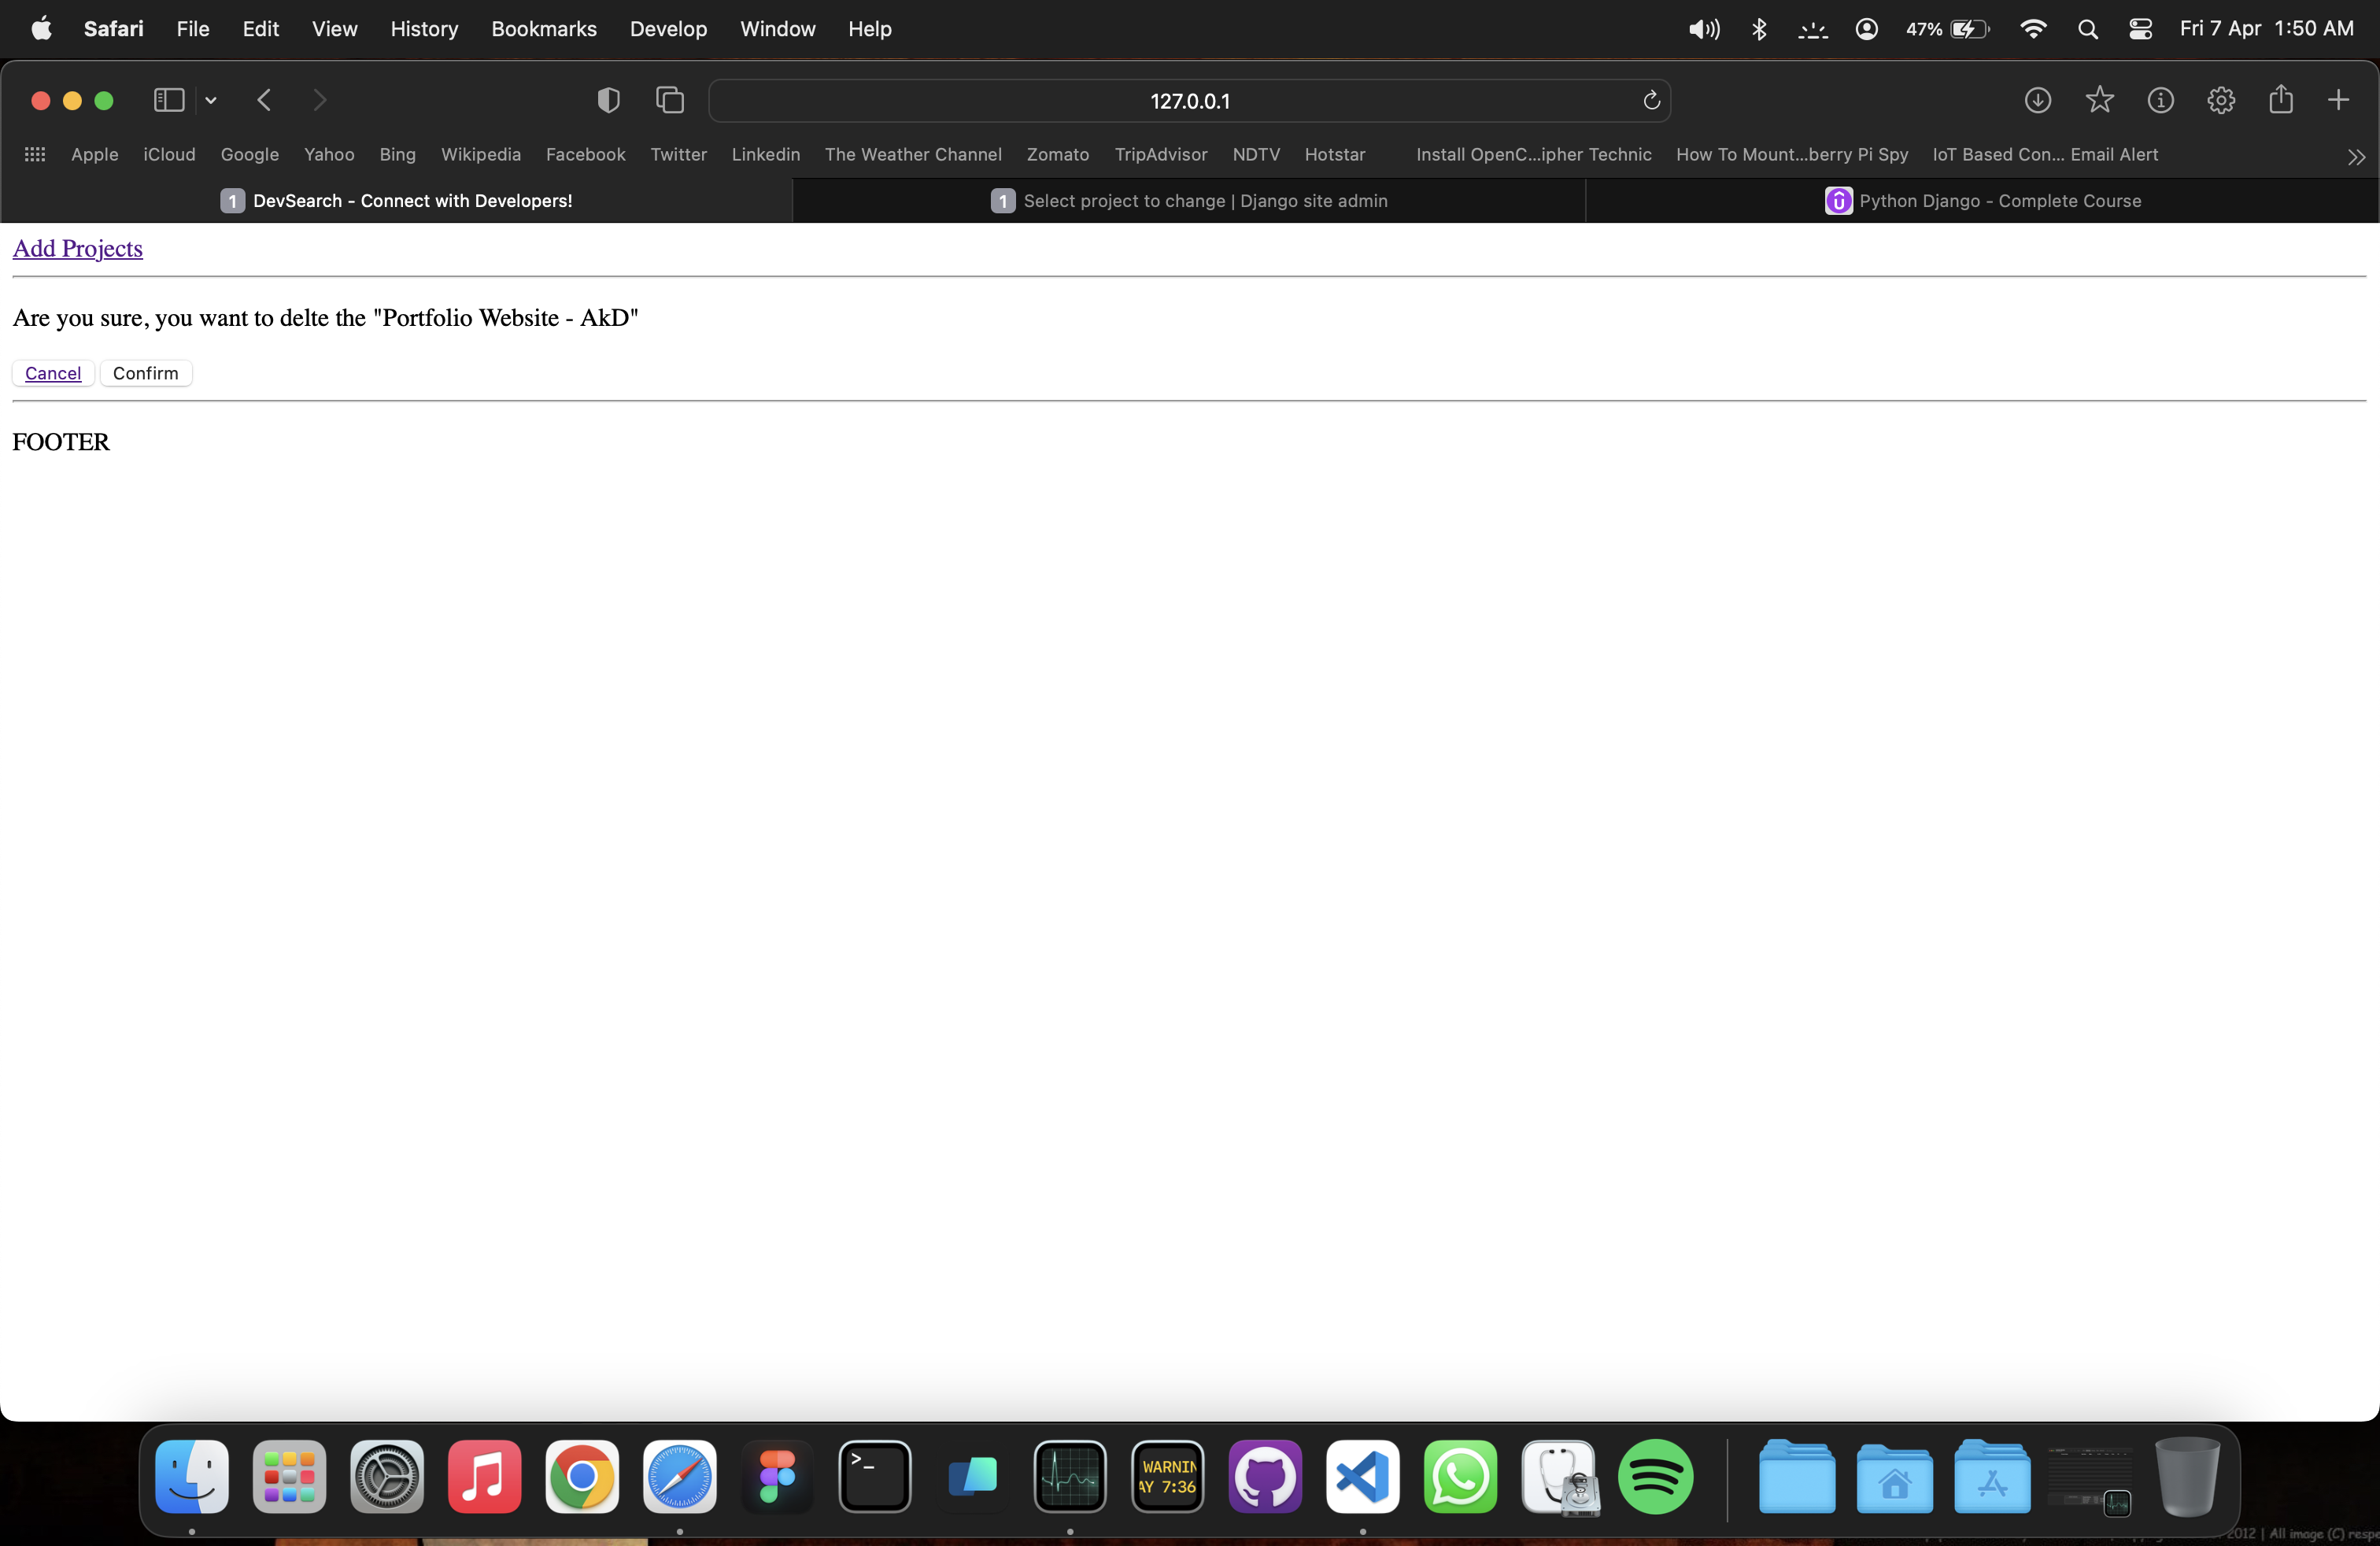 Safari File Edit View History Bookmarks Develop Window Help 47% Fri 7 Apr 1:50 AM
127.0.0.1
Apple iCloud Google Yahoo Bing Wikipedia Facebook Twitter Linkedin The Weather Channel Zomato TripAdvisor NDTV Hotstar Install OpenC...ipher Technic How To Mount...berry Pi Spy IoT Based Con... Email Alert
1 DevSearch - Connect with Developers! 1 Select project to change | Django site admin Python Django - Complete Course
Add Projects
Are you sure, you want to delte the "Portfolio Website - AkD"
Cancel Confirm
FOOTER
WARNIN
AY 7:36
2012 | All image (C) respe